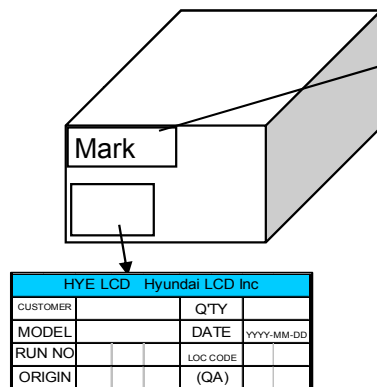 Mark
HYE LCD Hyundai LCD Inc
CUSTOMER Q'TY
MODEL DATE YYYY-MM-DD
RUN NO LOC CODE
ORIGIN (QA)